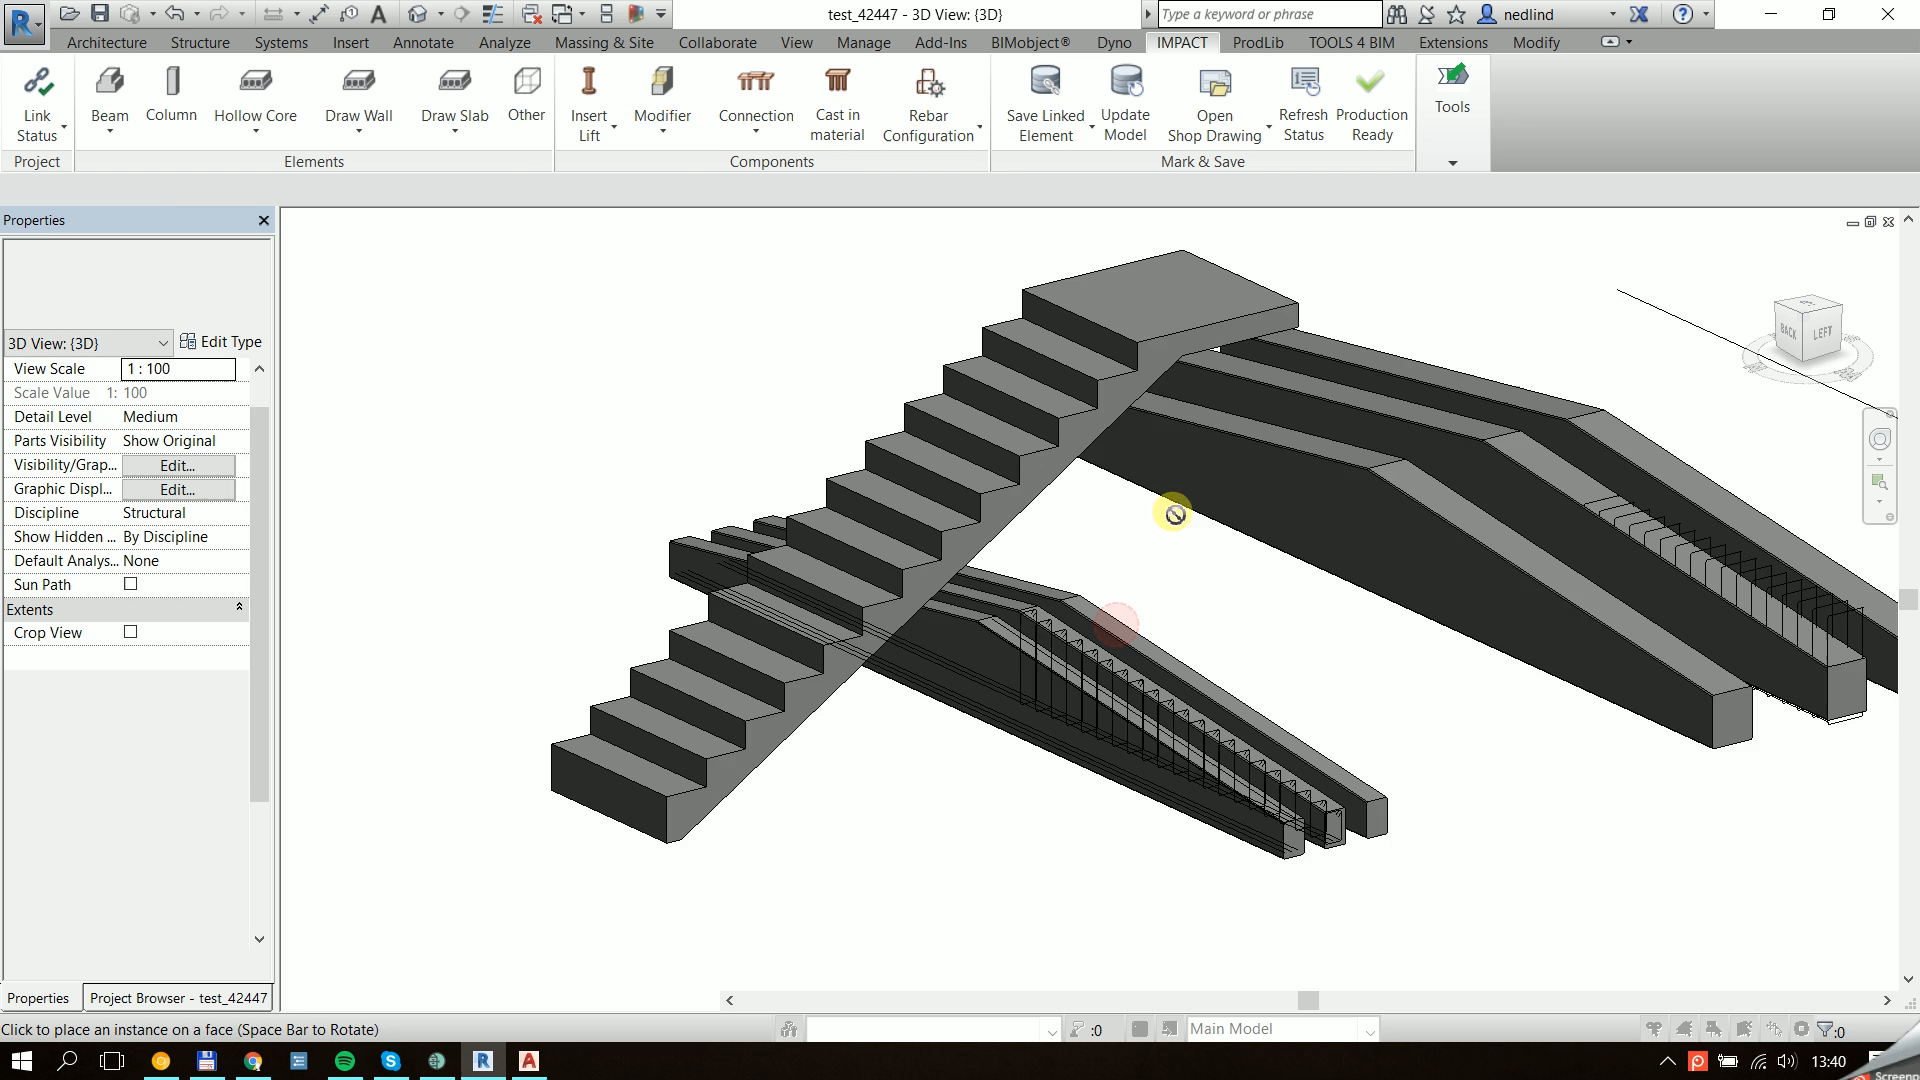 test_42447 - 3D View: {3D}
Type a keyword or phrase
nedlind
Architecture Structure Systems Insert Annotate Analyze Massing & Site Collaborate View Manage Add-Ins BIMobject® Dyno IMPACT ProdLib TOOLS 4 BIM Extensions Modify
Link Status
Beam
Column
Hollow Core
Draw Wall
Draw Slab
Other
Insert Lift
Modifier
Connection
Cast in material
Rebar Configuration
Save Linked Element
Update Model
Open Shop Drawing
Refresh Status
Production Ready
Tools
Project
Elements
Components
Mark & Save
Properties
3D View: {3D}
Edit Type
View Scale 1 : 100
Scale Value 1: 100
Detail Level Medium
Parts Visibility Show Original
Visibility/Grap... Edit...
Graphic Displ... Edit...
Discipline Structural
Show Hidden ... By Discipline
Default Analys... None
Sun Path
Extents
Crop View
BACK LEFT
Properties
Project Browser - test_42447
Click to place an instance on a face (Space Bar to Rotate)
:0
Main Model
:0
13:40